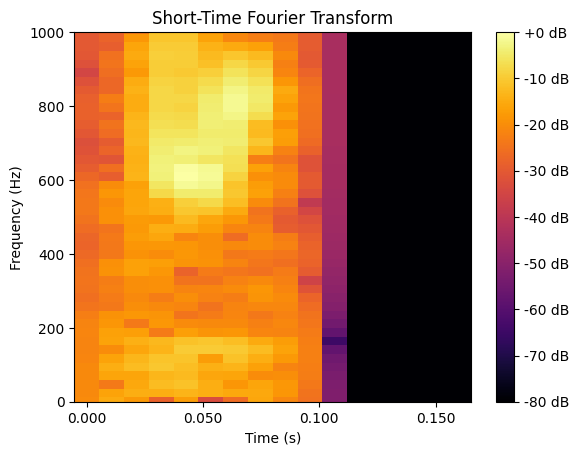 Short-Time Fourier Transform
1000
800
600
400
200
0
Frequency (Hz)
0.000
0.050
0.100
0.150
Time (s)
+0 dB
-10 dB
-20 dB
-30 dB
-40 dB
-50 dB
-60 dB
-70 dB
-80 dB